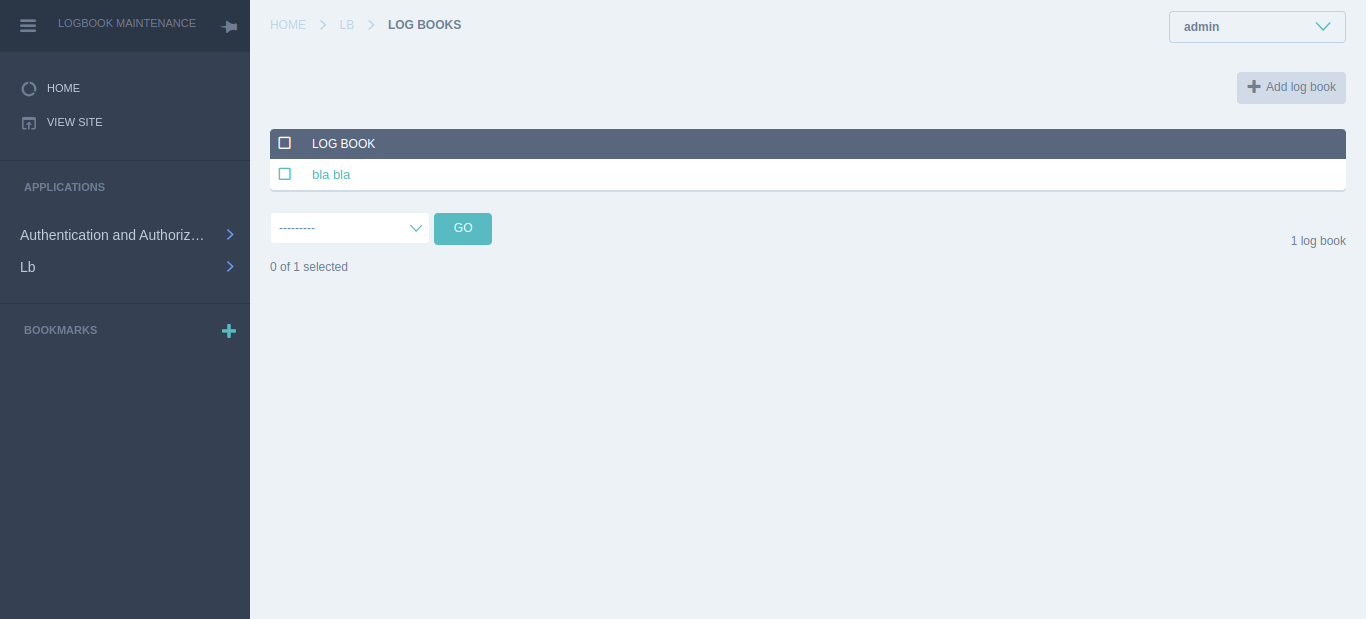 LOGBOOK MAINTENANCE
HOME
VIEW SITE
APPLICATIONS
Authentication and Authoriz…
Lb
BOOKMARKS
HOME LB LOG BOOKS
admin
Add log book
LOG BOOK
bla bla
---------
GO
1 log book
0 of 1 selected